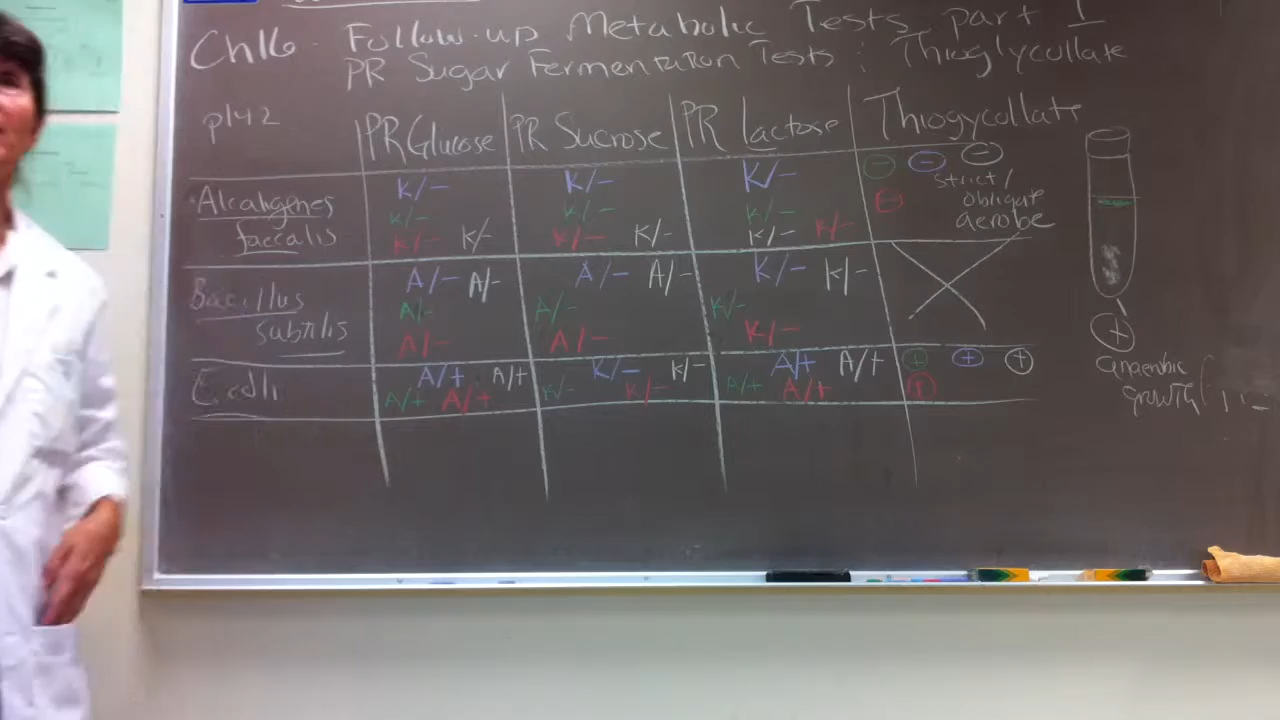 Ch16. Follow-up Metabolic Tests, part 1
PR Sugar Fermentation Tests; Thioglycollate
p142
PR Glucose PR Sucrose PR Lactose Thiogycollate
Alcaligenes
faecalis
K/- K/- K/- - - -
K/- K/- K/- - strict/
K/- K/- K/- K/- K/- K/- obligate
aerobe
Bacillus
subtilis
A/- A/- A/- A/- K/- K/-
A/- A/- K/-
A/- A/- K/-
E. coli
A/+ A/+ K/- K/- A/+ A/+ + + +
A/+ A/+ K/- K/- A/+ A/+ +
+
anaerobic
growth